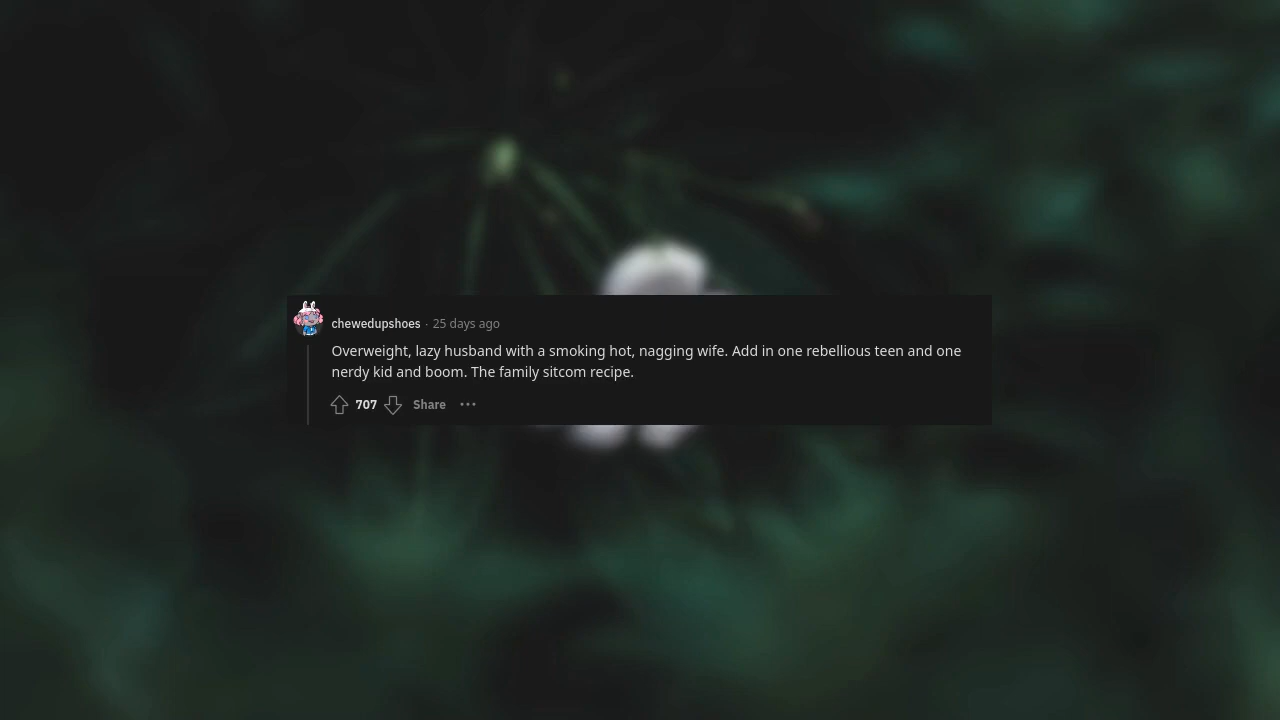 chewedupshoes · 25 days ago
Overweight, lazy husband with a smoking hot, nagging wife. Add in one rebellious teen and one
nerdy kid and boom. The family sitcom recipe.
707 Share ···